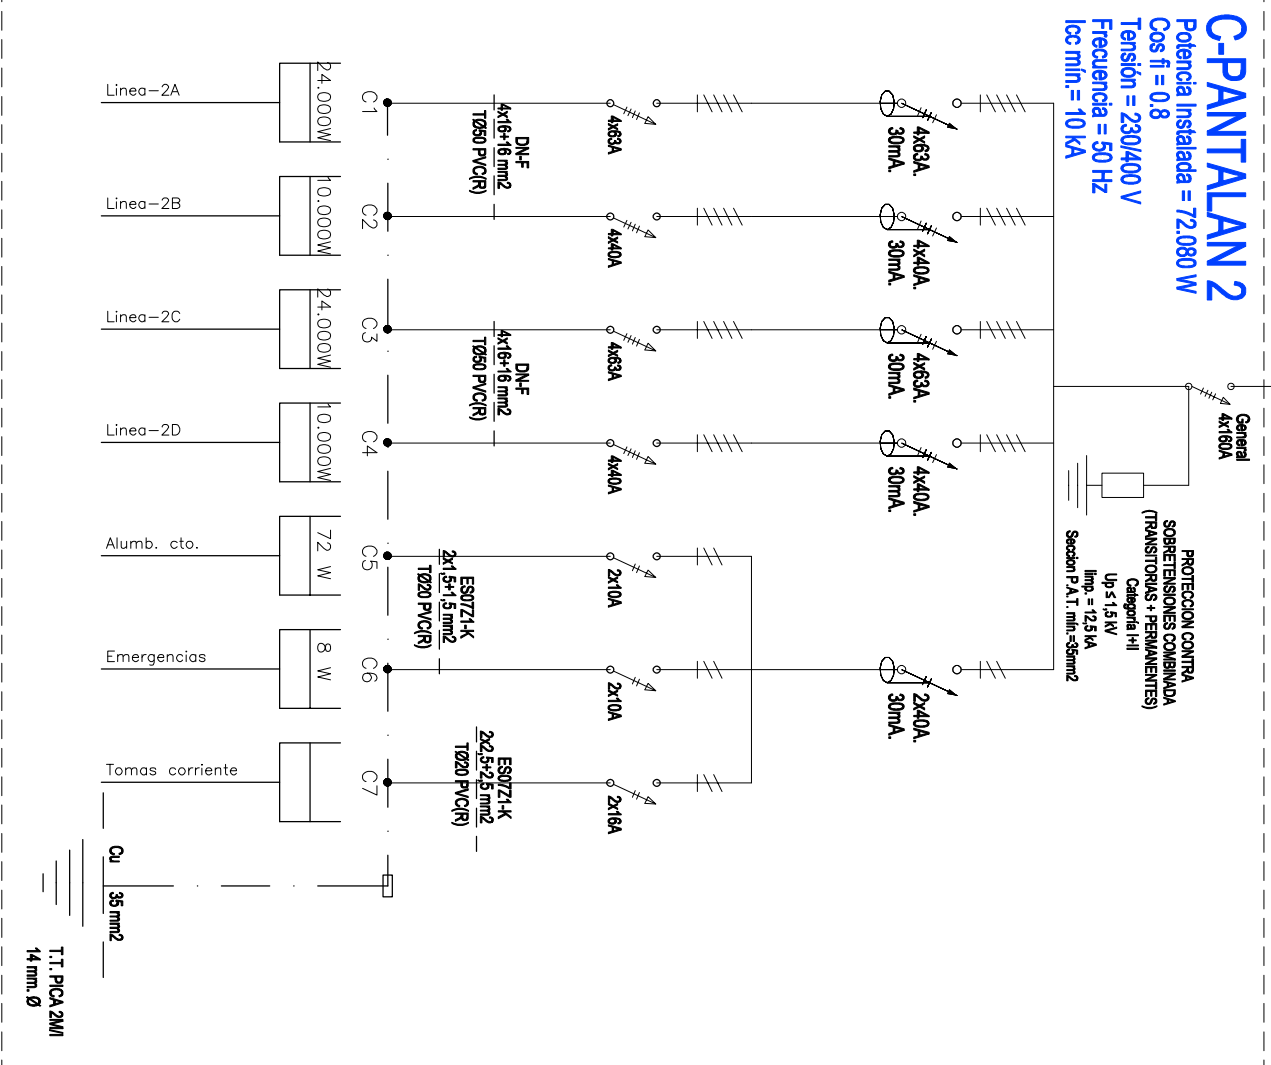 C-PANTALAN 2
Potencia Instalada = 72.080 W
Cos fi = 0.8
Tensión = 230/400 V
Frecuencia = 50 Hz
Icc mín.= 10 kA
General
4x160A
PROTECCION CONTRA
SOBRETENSIONES COMBINADA
(TRANSITORIAS + PERMANENTES)
Categoría I+II
Up ≤ 1,5 kV
Iimp. = 12,5 kA
Seccion P.A.T. mín.=35mm2
4x63A.
30mA.
4x40A.
30mA.
4x63A.
30mA.
4x40A.
30mA.
2x40A.
30mA.
4x63A
4x40A
4x63A
4x40A
2x10A
2x10A
2x16A
DN-F
4x16+16 mm2
TØ50 PVC(R)
DN-F
4x16+16 mm2
TØ50 PVC(R)
ES07Z1-K
2x1,5+1,5 mm2
TØ20 PVC(R)
ES07Z1-K
2x2,5+2,5 mm2
TØ20 PVC(R)
C1
C2
C3
C4
C5
C6
C7
24.000W
10.000W
24.000W
10.000W
72 W
8 W
Linea-2A
Linea-2B
Linea-2C
Linea-2D
Alumb. cto.
Emergencias
Tomas corriente
Cu
35 mm2
T.T. PICA 2M/l
14 mm. Ø